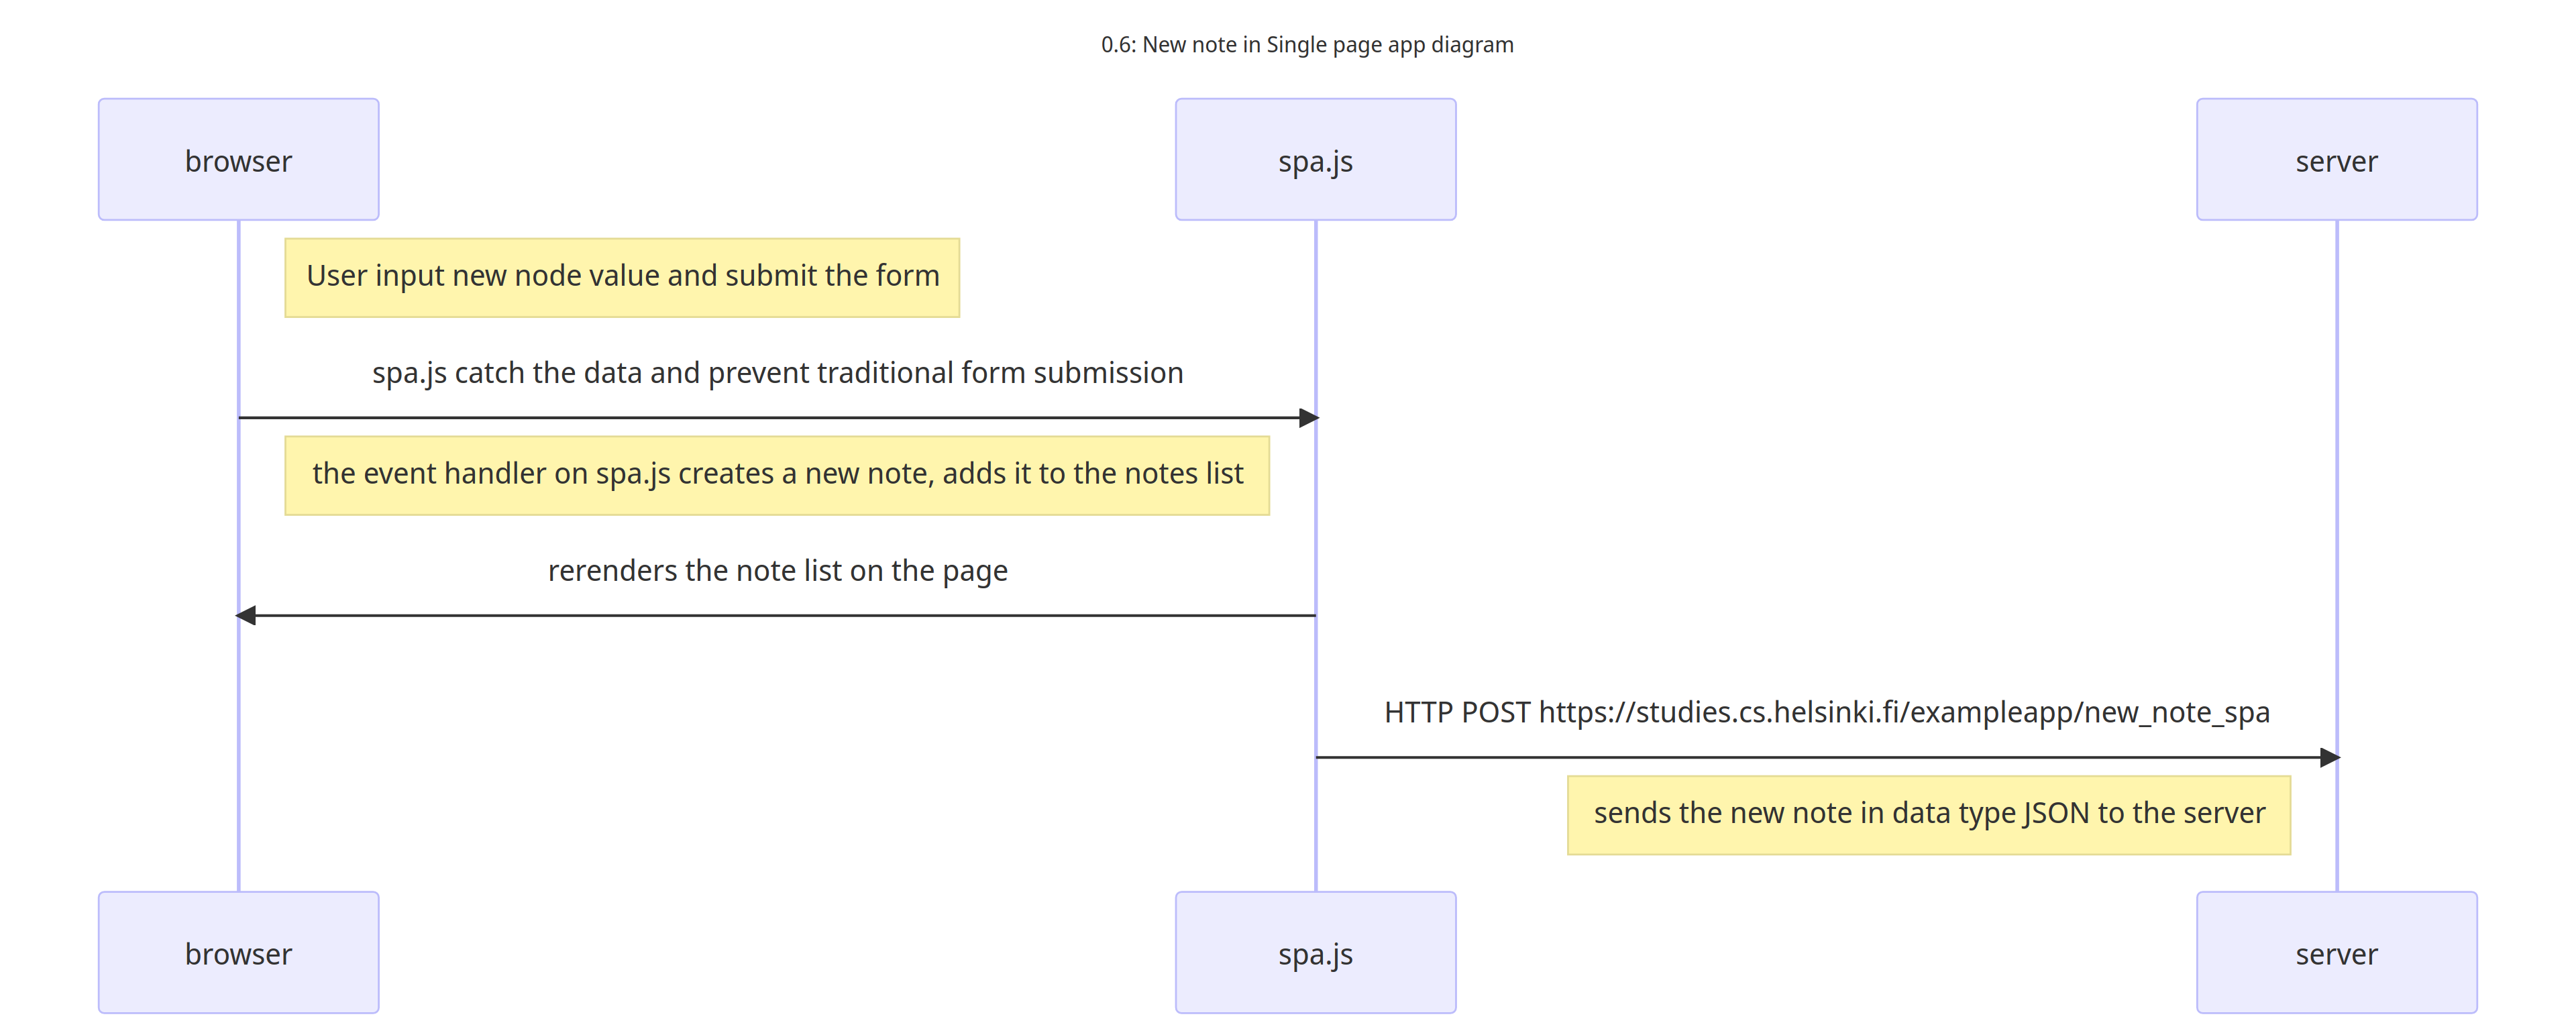 0.6: New note in Single page app diagram
browser
spa.js
server
User input new node value and submit the form
spa.js catch the data and prevent traditional form submission
the event handler on spa.js creates a new note, adds it to the notes list
rerenders the note list on the page
HTTP POST https://studies.cs.helsinki.fi/exampleapp/new_note_spa
sends the new note in data type JSON to the server
browser
spa.js
server